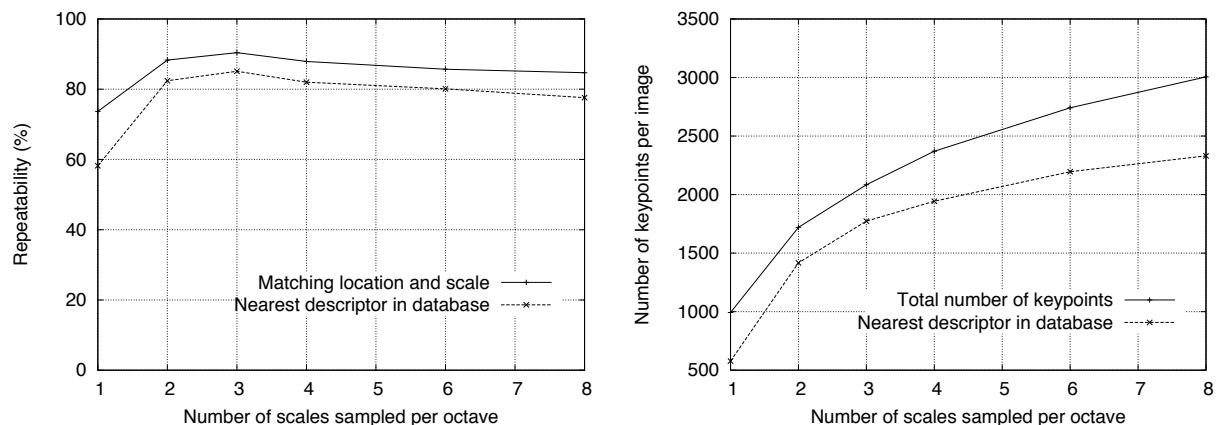 100
80
60
40
20
0
Repeatability (%)
Matching location and scale
Nearest descriptor in database
1 2 3 4 5 6 7 8
Number of scales sampled per octave
3500
3000
2500
2000
1500
1000
500
Number of keypoints per image
Total number of keypoints
Nearest descriptor in database
1 2 3 4 5 6 7 8
Number of scales sampled per octave